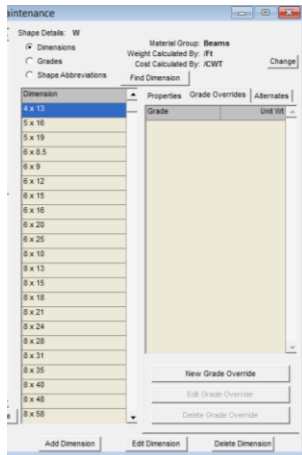 aintenance
Shape Details: W
Dimensions
Grades
Shape Abbreviations
Material Group: Beams
Weight Calculated By: /Ft
Cost Calculated By: /CWT
Change
Find Dimension
Dimension
4 x 13
5 x 16
5 x 19
6 x 8.5
6 x 9
6 x 12
6 x 15
6 x 16
6 x 20
6 x 25
8 x 10
8 x 13
8 x 15
8 x 18
8 x 21
8 x 24
8 x 28
8 x 31
8 x 35
8 x 40
8 x 48
8 x 58
Properties Grade Overrides Alternates
Grade Unit Wt
New Grade Override
Edit Grade Override
Delete Grade Override
e
Add Dimension Edit Dimension Delete Dimension